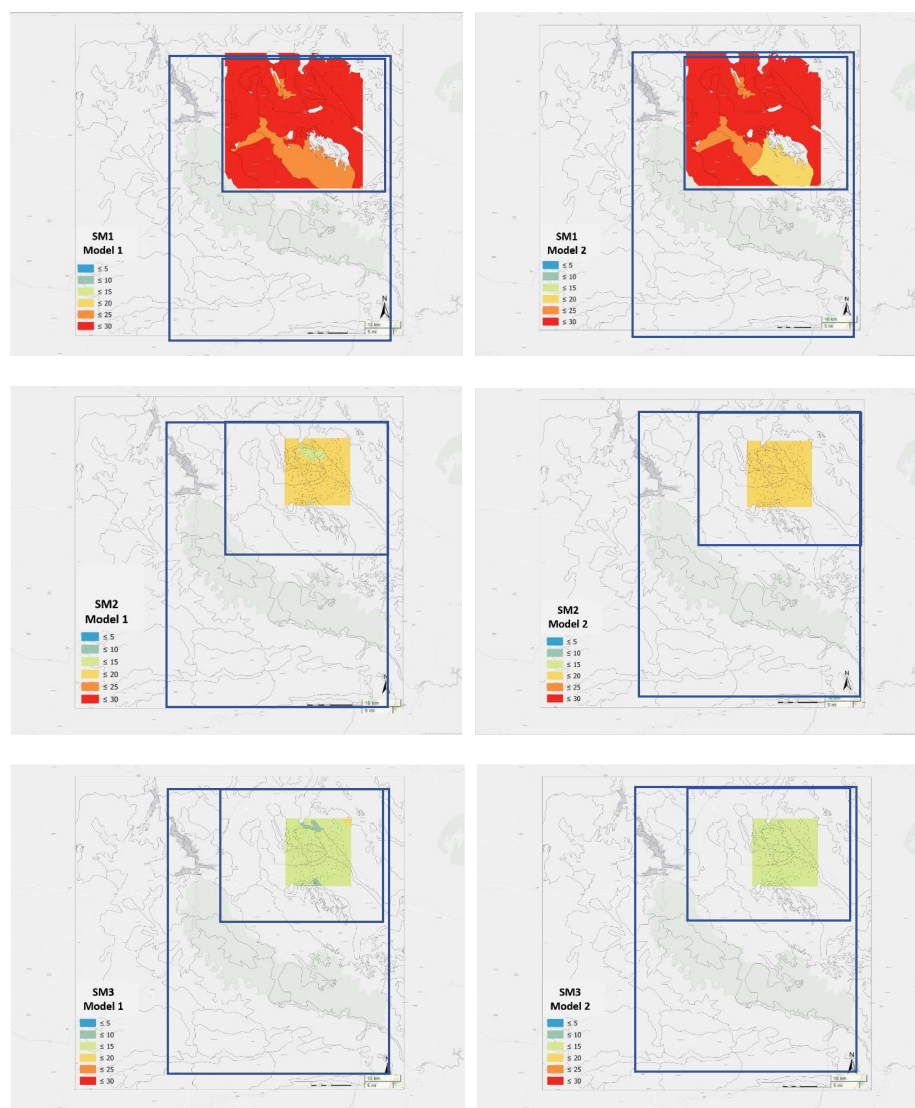 SM1
Model 1
≤ 5
≤ 10
≤ 15
≤ 20
≤ 25
≤ 30
N
10 km
5 mi
SM1
Model 2
≤ 5
≤ 10
≤ 15
≤ 20
≤ 25
≤ 30
N
10 km
5 mi
SM2
Model 1
≤ 5
≤ 10
≤ 15
≤ 20
≤ 25
≤ 30
N
10 km
5 mi
SM2
Model 2
≤ 5
≤ 10
≤ 15
≤ 20
≤ 25
≤ 30
N
10 km
5 mi
SM3
Model 1
≤ 5
≤ 10
≤ 15
≤ 20
≤ 25
≤ 30
N
10 km
5 mi
SM3
Model 2
≤ 5
≤ 10
≤ 15
≤ 20
≤ 25
≤ 30
N
10 km
5 mi